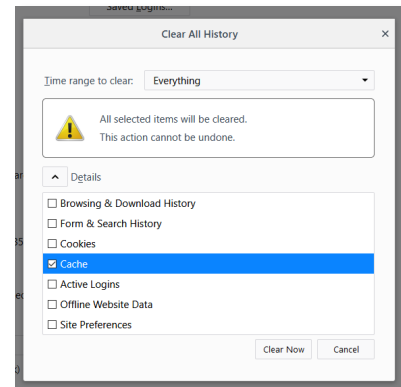 Saved Logins...
Clear All History
Time range to clear: Everything
All selected items will be cleared.
This action cannot be undone.
Details
Browsing & Download History
Form & Search History
Cookies
Cache
Active Logins
Offline Website Data
Site Preferences
Clear Now Cancel